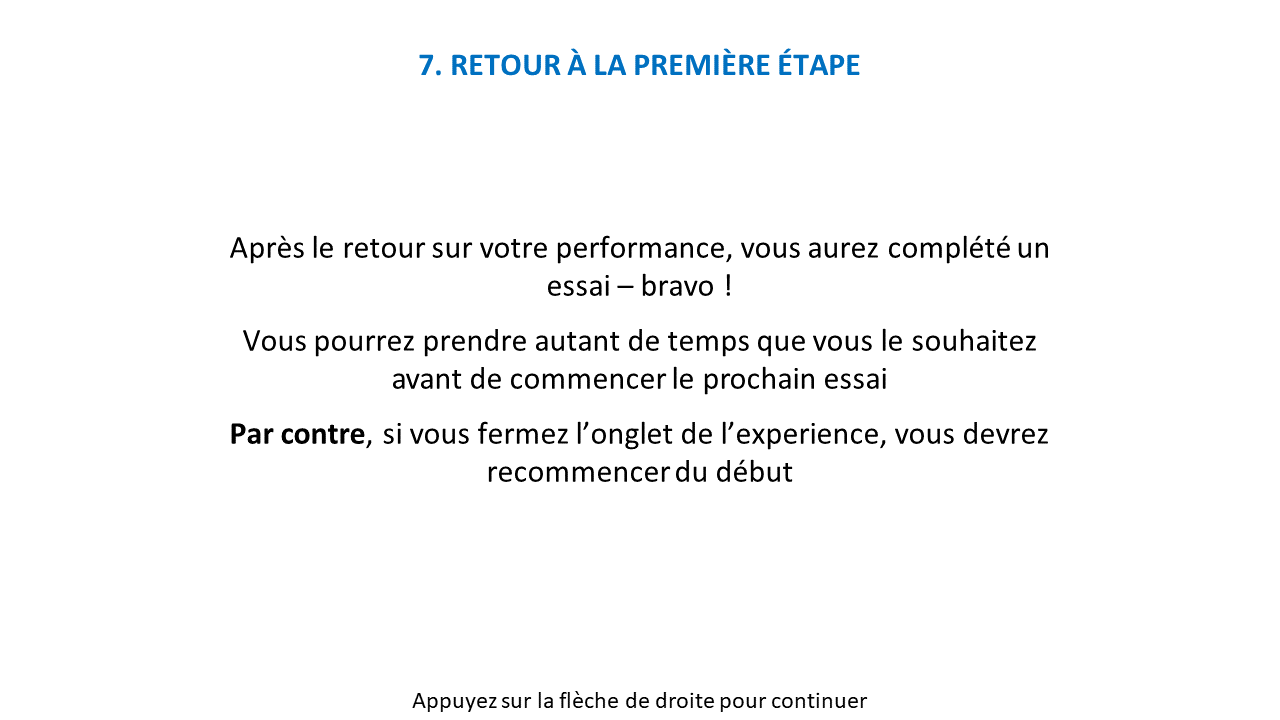 7. RETOUR À LA PREMIÈRE ÉTAPE
Après le retour sur votre performance, vous aurez complété un
essai – bravo !
Vous pourrez prendre autant de temps que vous le souhaitez
avant de commencer le prochain essai
Par contre, si vous fermez l’onglet de l’experience, vous devrez
recommencer du début
Appuyez sur la flèche de droite pour continuer